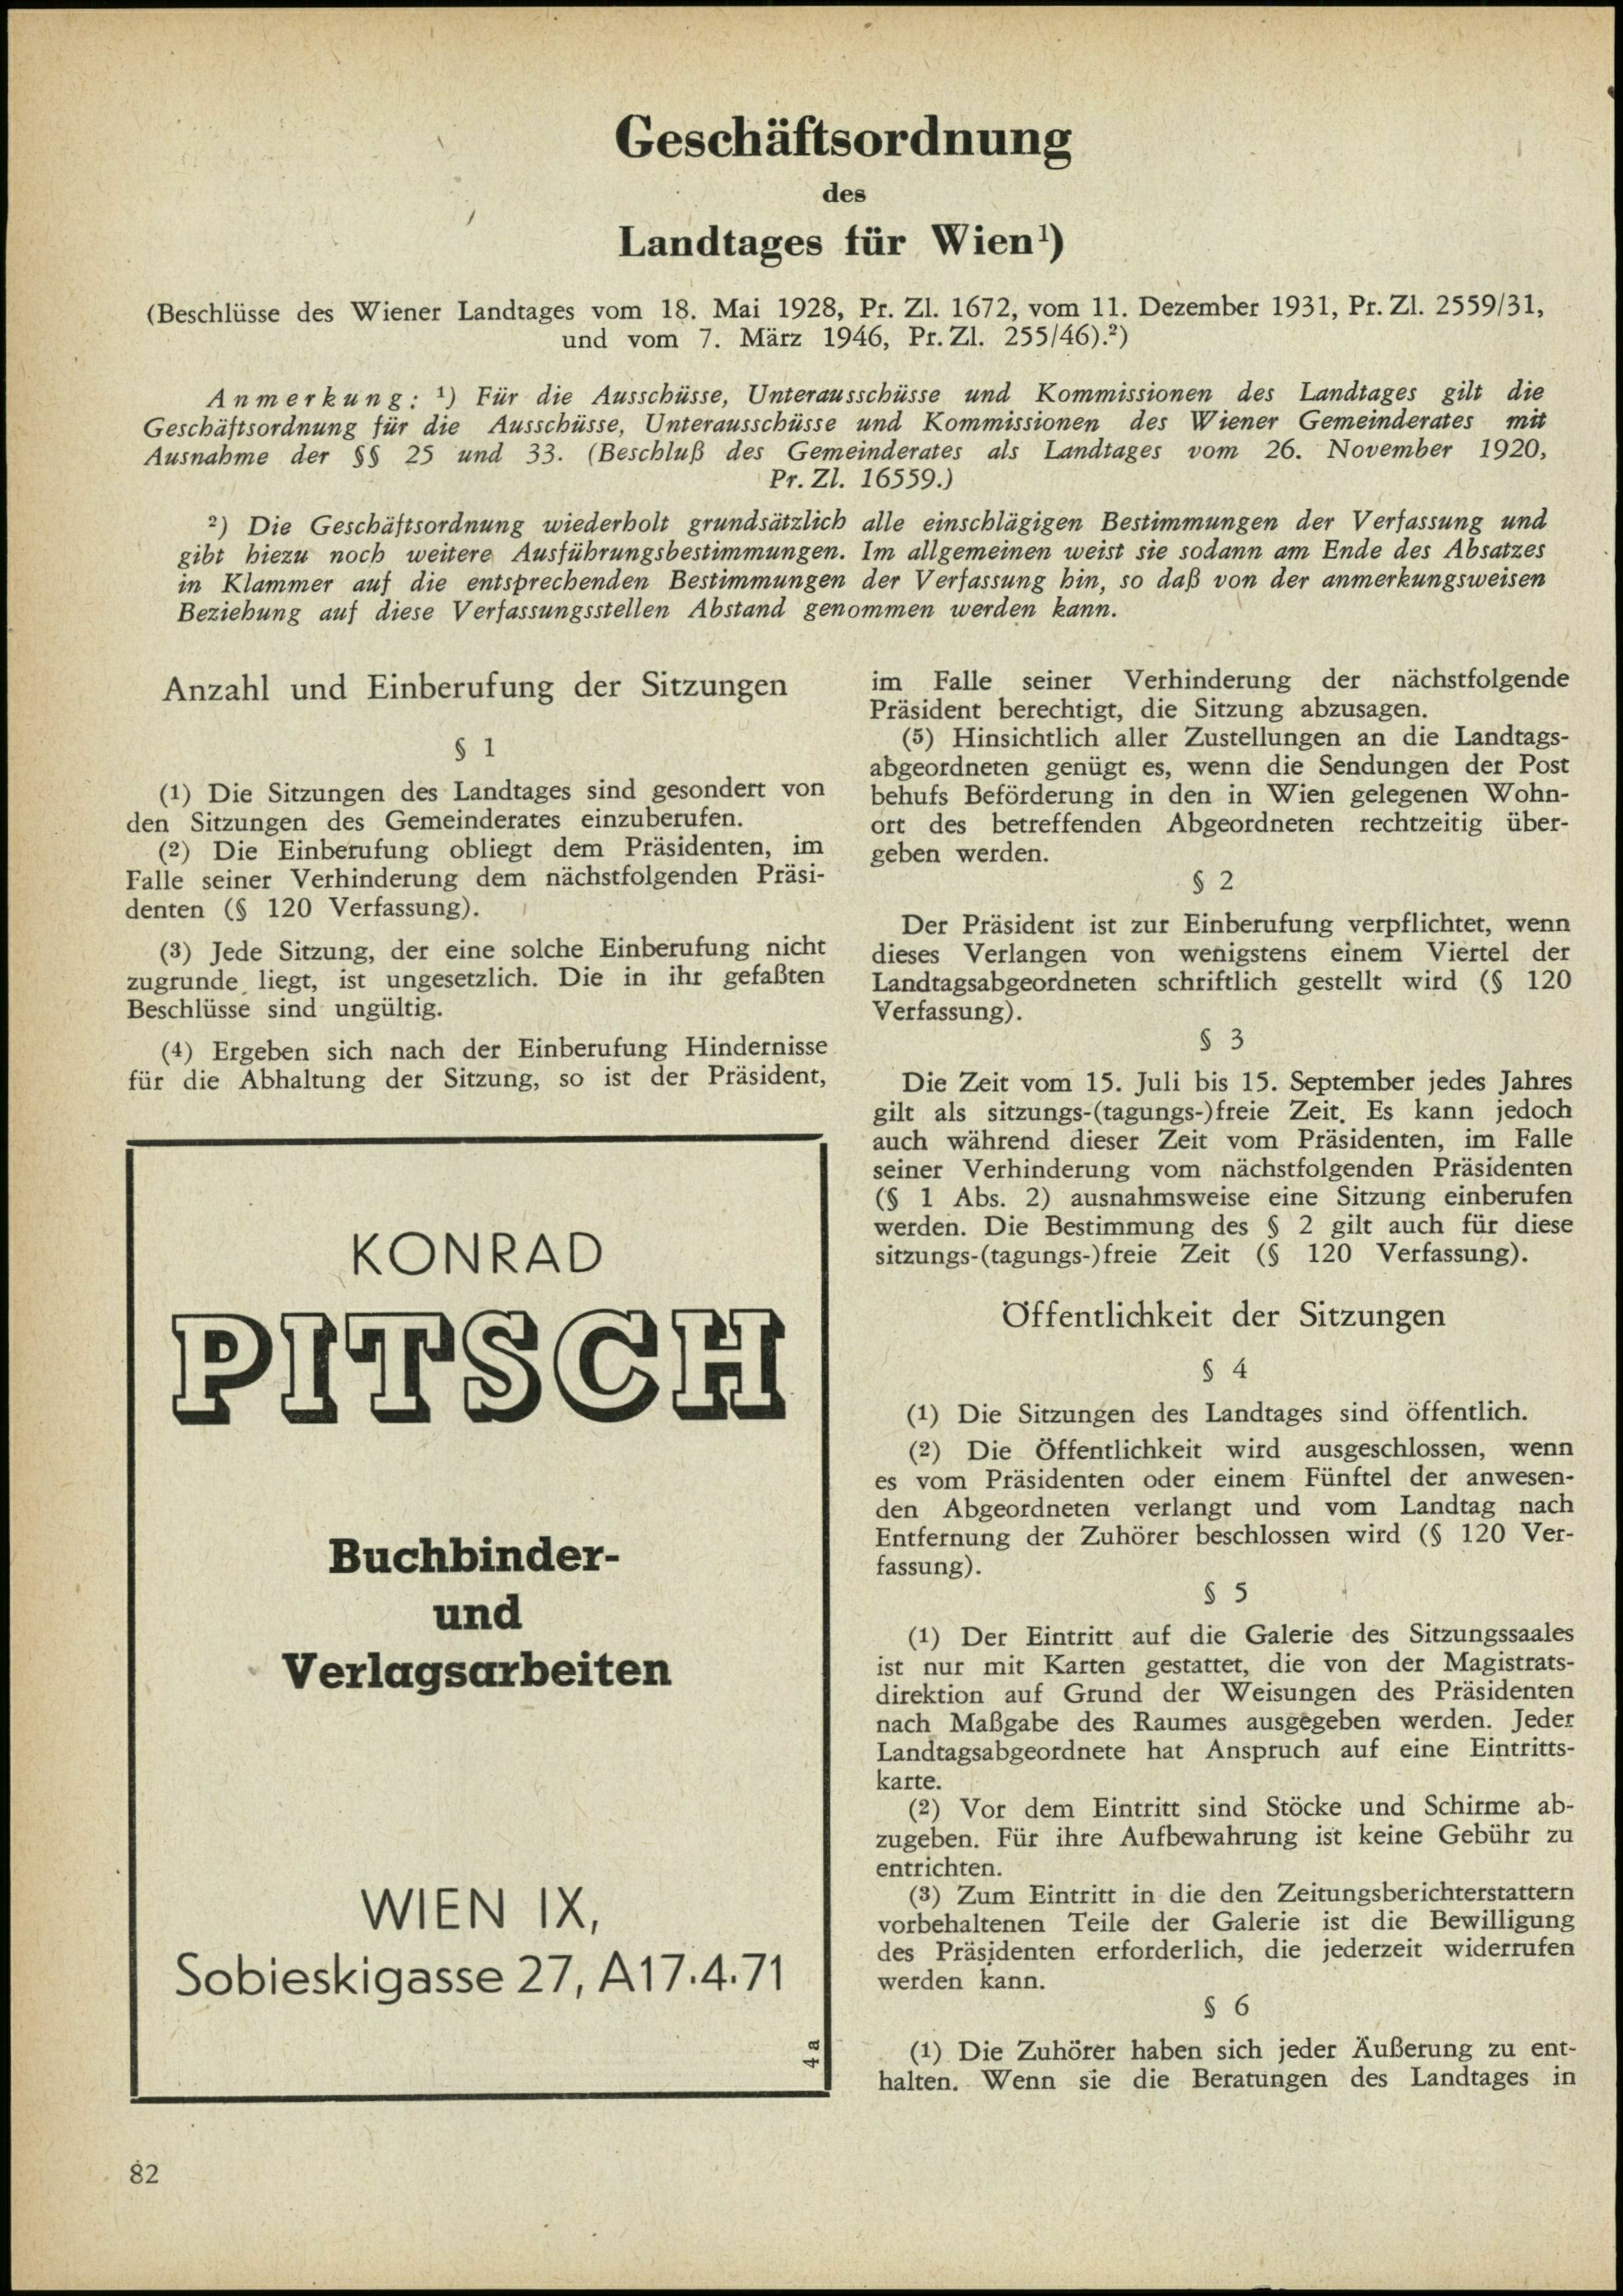 Geschäftsordnung
des
Landtages für Wien¹)
(Beschlüsse des Wiener Landtages vom 18. Mai 1928, Pr. Zl. 1672, vom 11. Dezember 1931, Pr. Zl. 2559/31,
und vom 7. März 1946, Pr. Zl. 255/46).²)
Anmerkung: ¹) Für die Ausschüsse, Unterausschüsse und Kommissionen des Landtages gilt die
Geschäftsordnung für die Ausschüsse, Unterausschüsse und Kommissionen des Wiener Gemeinderates mit
Ausnahme der §§ 25 und 33. (Beschluß des Gemeinderates als Landtages vom 26. November 1920,
Pr. Zl. 16559.)
²) Die Geschäftsordnung wiederholt grundsätzlich alle einschlägigen Bestimmungen der Verfassung und
gibt hiezu noch weitere Ausführungsbestimmungen. Im allgemeinen weist sie sodann am Ende des Absatzes
in Klammer auf die entsprechenden Bestimmungen der Verfassung hin, so daß von der anmerkungsweisen
Beziehung auf diese Verfassungsstellen Abstand genommen werden kann.
Anzahl und Einberufung der Sitzungen
§ 1
(1) Die Sitzungen des Landtages sind gesondert von
den Sitzungen des Gemeinderates einzuberufen.
(2) Die Einberufung obliegt dem Präsidenten, im
Falle seiner Verhinderung dem nächstfolgenden Präsi-
denten (§ 120 Verfassung).
(3) Jede Sitzung, der eine solche Einberufung nicht
zugrunde liegt, ist ungesetzlich. Die in ihr gefaßten
Beschlüsse sind ungültig.
(4) Ergeben sich nach der Einberufung Hindernisse
für die Abhaltung der Sitzung, so ist der Präsident,
KONRAD
PITSCH
Buchbinder-
und
Verlagsarbeiten
WIEN IX,
Sobieskigasse 27, A17.4.71
4 a
im Falle seiner Verhinderung der nächstfolgende
Präsident berechtigt, die Sitzung abzusagen.
(5) Hinsichtlich aller Zustellungen an die Landtags-
abgeordneten genügt es, wenn die Sendungen der Post
behufs Beförderung in den in Wien gelegenen Wohn-
ort des betreffenden Abgeordneten rechtzeitig über-
geben werden.
§ 2
Der Präsident ist zur Einberufung verpflichtet, wenn
dieses Verlangen von wenigstens einem Viertel der
Landtagsabgeordneten schriftlich gestellt wird (§ 120
Verfassung).
§ 3
Die Zeit vom 15. Juli bis 15. September jedes Jahres
gilt als sitzungs-(tagungs-)freie Zeit. Es kann jedoch
auch während dieser Zeit vom Präsidenten, im Falle
seiner Verhinderung vom nächstfolgenden Präsidenten
(§ 1 Abs. 2) ausnahmsweise eine Sitzung einberufen
werden. Die Bestimmung des § 2 gilt auch für diese
sitzungs-(tagungs-)freie Zeit (§ 120 Verfassung).
Öffentlichkeit der Sitzungen
§ 4
(1) Die Sitzungen des Landtages sind öffentlich.
(2) Die Öffentlichkeit wird ausgeschlossen, wenn
es vom Präsidenten oder einem Fünftel der anwesen-
den Abgeordneten verlangt und vom Landtag nach
Entfernung der Zuhörer beschlossen wird (§ 120 Ver-
fassung).
§ 5
(1) Der Eintritt auf die Galerie des Sitzungssaales
ist nur mit Karten gestattet, die von der Magistrats-
direktion auf Grund der Weisungen des Präsidenten
nach Maßgabe des Raumes ausgegeben werden. Jeder
Landtagsabgeordnete hat Anspruch auf eine Eintritts-
karte.
(2) Vor dem Eintritt sind Stöcke und Schirme ab-
zugeben. Für ihre Aufbewahrung ist keine Gebühr zu
entrichten.
(3) Zum Eintritt in die den Zeitungsberichterstattern
vorbehaltenen Teile der Galerie ist die Bewilligung
des Präsidenten erforderlich, die jederzeit widerrufen
werden kann.
§ 6
(1) Die Zuhörer haben sich jeder Äußerung zu ent-
halten. Wenn sie die Beratungen des Landtages in
82